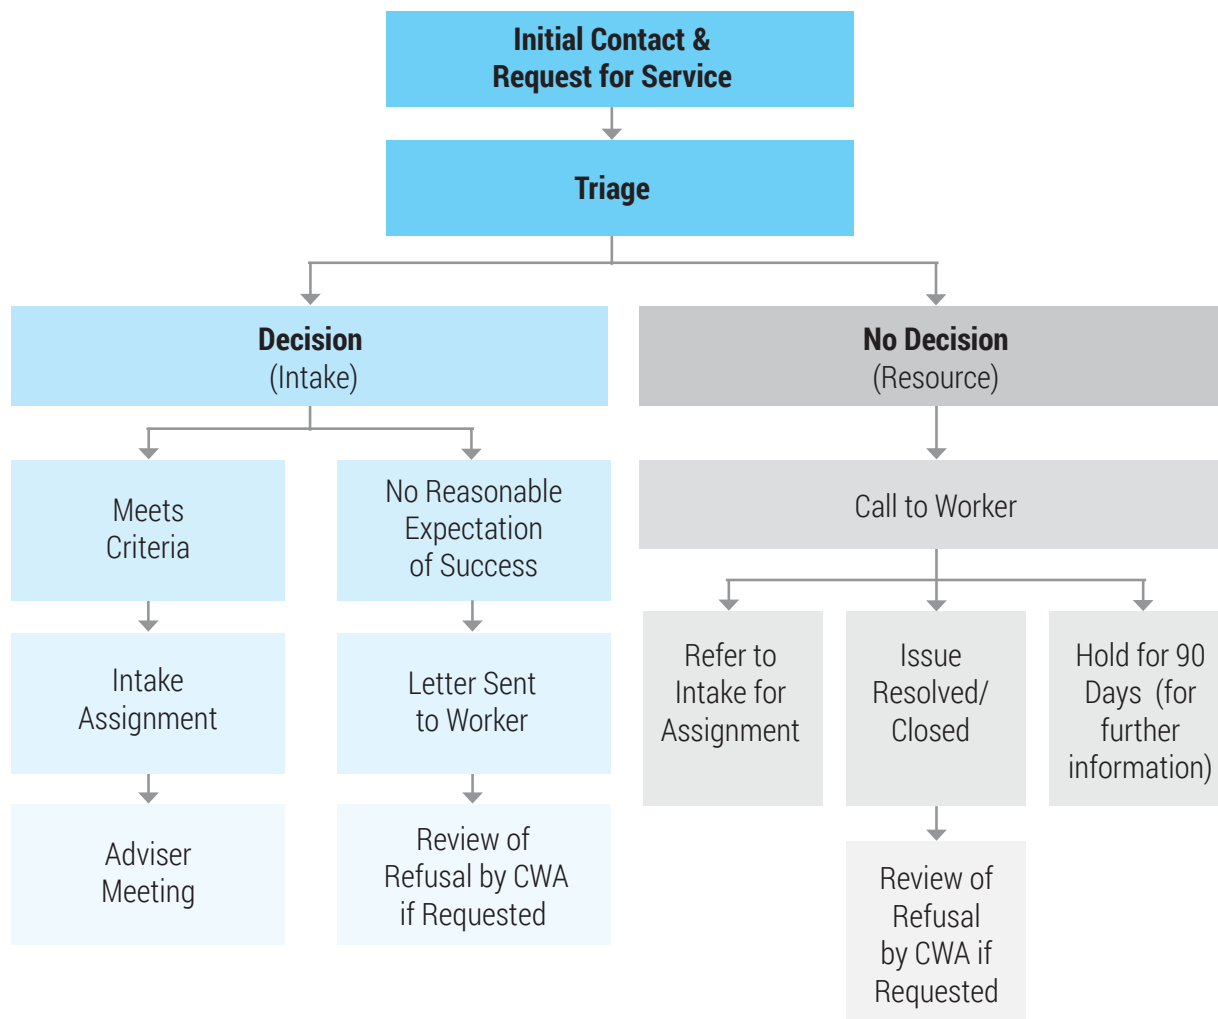 Initial Contact &
Request for Service
Triage
Decision
(Intake)
No Decision
(Resource)
Meets
Criteria
No Reasonable
Expectation
of Success
Call to Worker
Intake
Assignment
Letter Sent
to Worker
Refer to
Intake for
Assignment
Issue
Resolved/
Closed
Hold for 90
Days (for
further
information)
Adviser
Meeting
Review of
Refusal by CWA
if Requested
Review of
Refusal
by CWA if
Requested